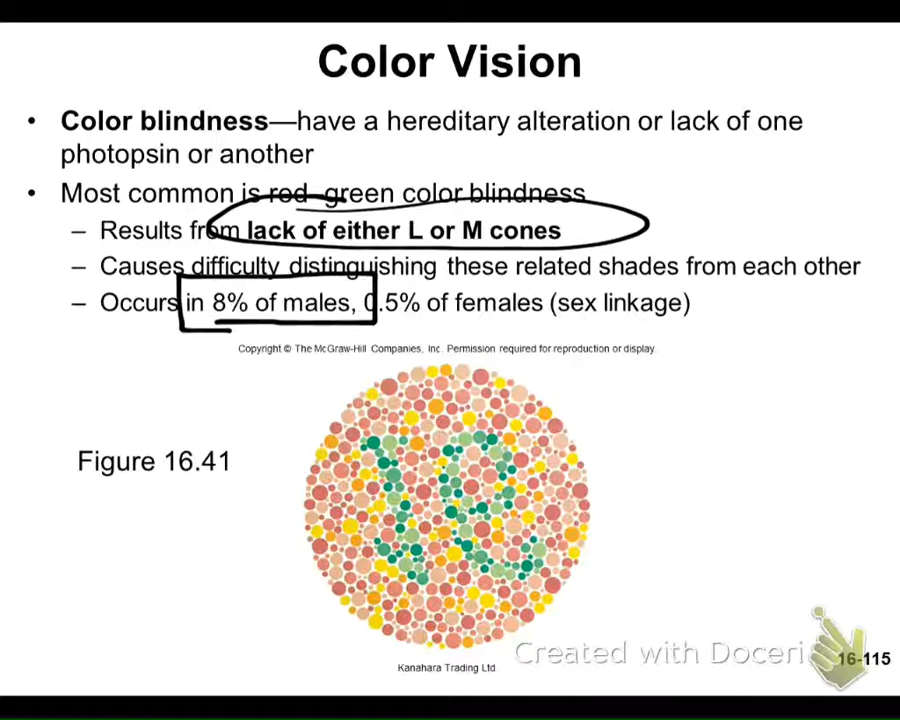 Color Vision
• Color blindness—have a hereditary alteration or lack of one
photopsin or another
• Most common is red-green color blindness
– Results from lack of either L or M cones
– Causes difficulty distinguishing these related shades from each other
– Occurs in 8% of males, 0.5% of females (sex linkage)
Copyright © The McGraw-Hill Companies, Inc. Permission required for reproduction or display.
Figure 16.41
Created with Doceri
16-115
Kanahara Trading Ltd